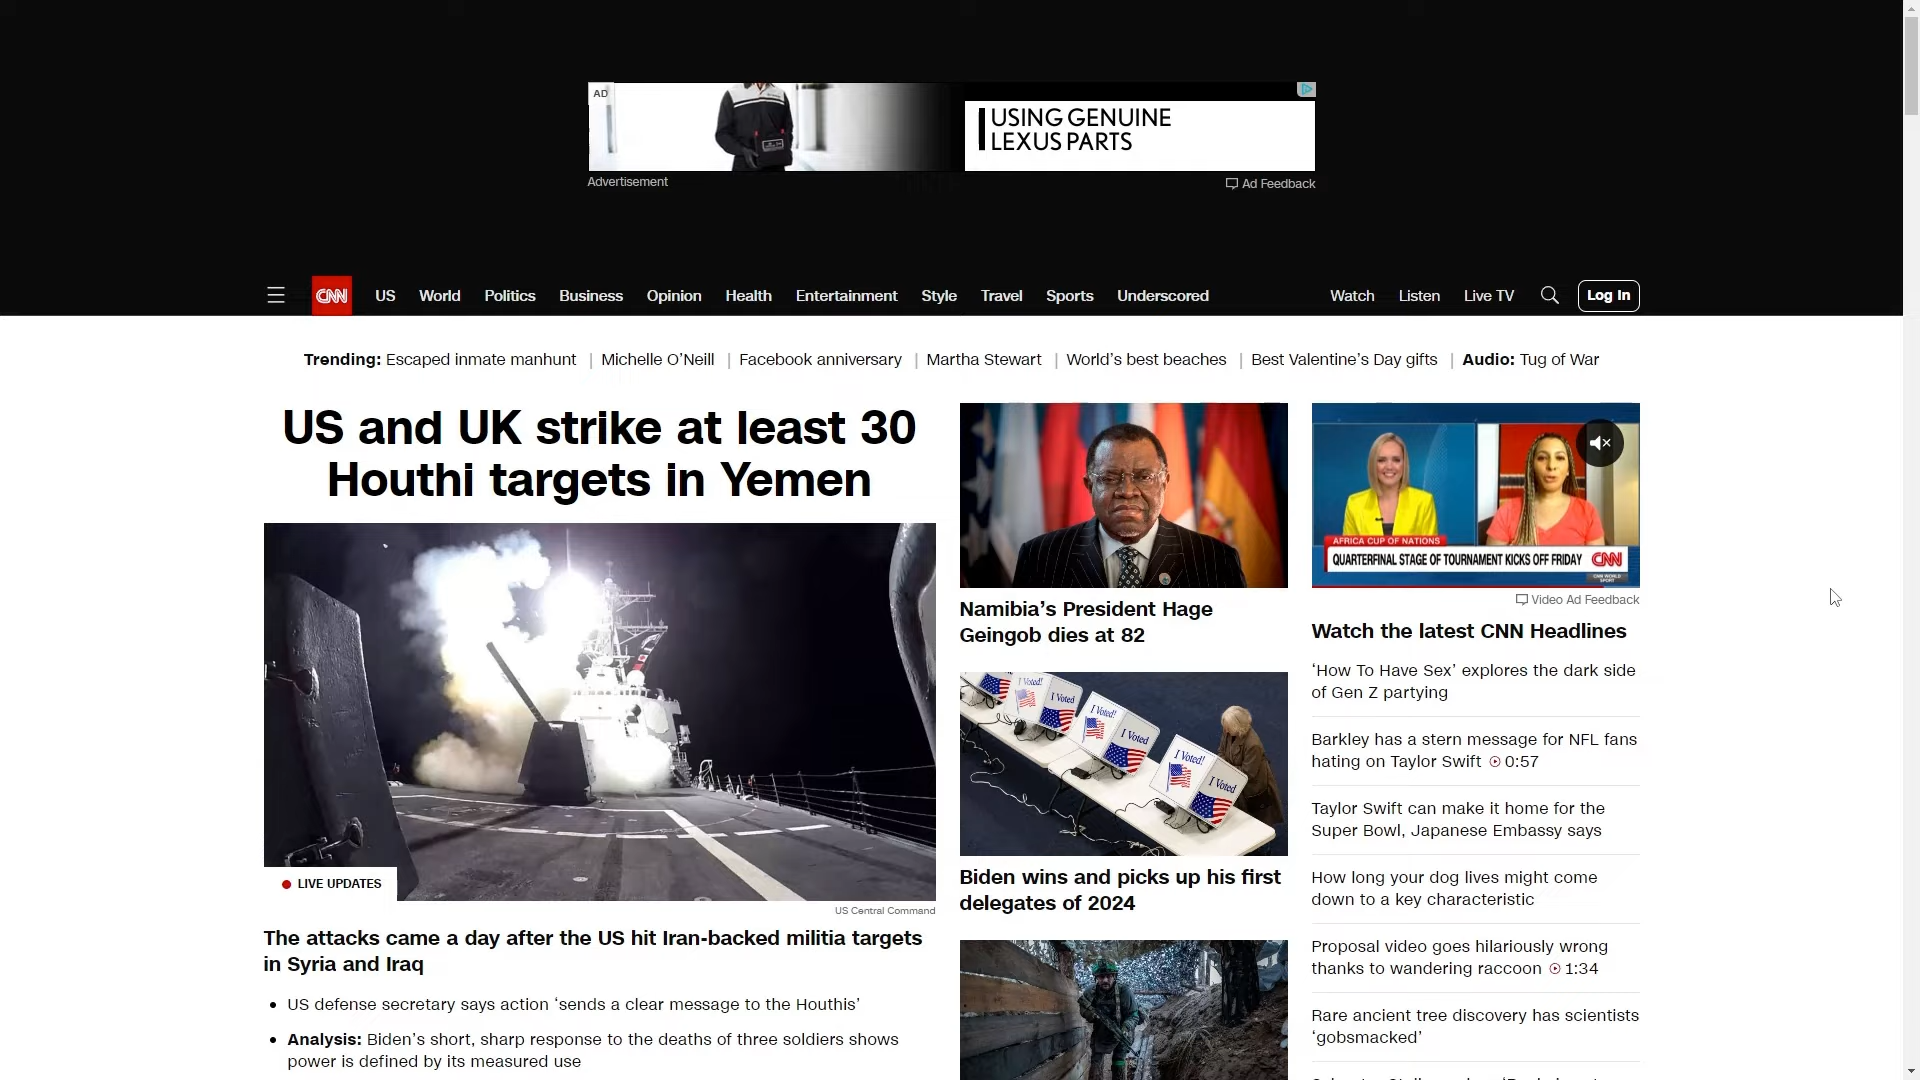 AD
USING GENUINE
LEXUS PARTS
Advertisement
Ad Feedback
CNN
US
World
Politics
Business
Opinion
Health
Entertainment
Style
Travel
Sports
Underscored
Watch
Listen
Live TV
Log In
Trending: Escaped inmate manhunt | Michelle O’Neill | Facebook anniversary | Martha Stewart | World’s best beaches | Best Valentine’s Day gifts | Audio: Tug of War
US and UK strike at least 30
Houthi targets in Yemen
LIVE UPDATES
US Central Command
The attacks came a day after the US hit Iran-backed militia targets
in Syria and Iraq
• US defense secretary says action ‘sends a clear message to the Houthis’
• Analysis: Biden’s short, sharp response to the deaths of three soldiers shows
power is defined by its measured use
Namibia’s President Hage
Geingob dies at 82
I Voted!
I Voted
I Voted!
I Voted
I Voted!
I Voted
Biden wins and picks up his first
delegates of 2024
AFRICA CUP OF NATIONS
QUARTERFINAL STAGE OF TOURNAMENT KICKS OFF FRIDAY
CNN
CNN WORLD
SPORT
Video Ad Feedback
Watch the latest CNN Headlines
‘How To Have Sex’ explores the dark side
of Gen Z partying
Barkley has a stern message for NFL fans
hating on Taylor Swift 0:57
Taylor Swift can make it home for the
Super Bowl, Japanese Embassy says
How long your dog lives might come
down to a key characteristic
Proposal video goes hilariously wrong
thanks to wandering raccoon 1:34
Rare ancient tree discovery has scientists
‘gobsmacked’